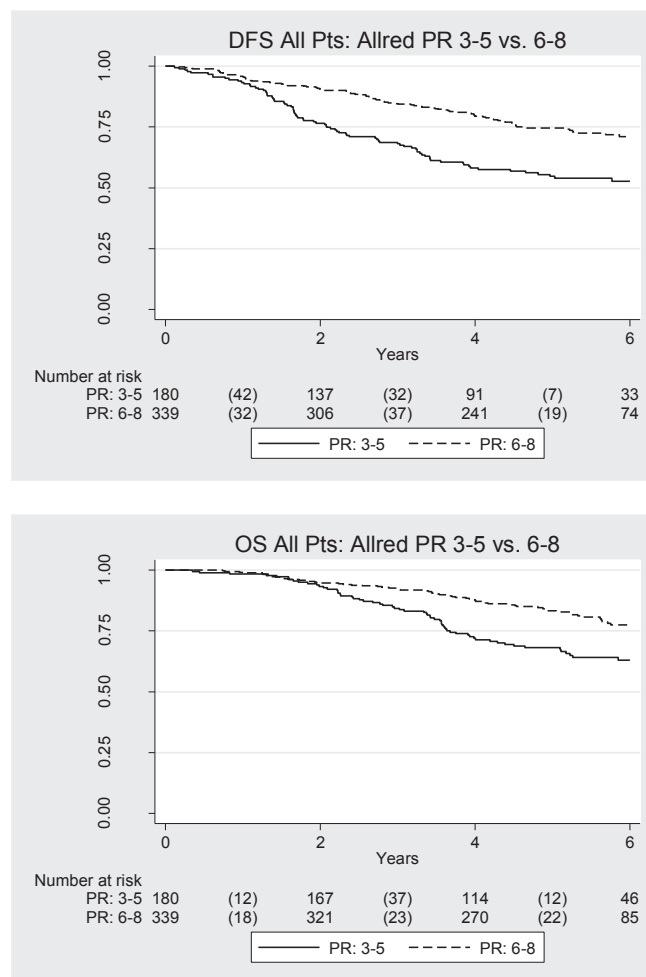 DFS All Pts: Allred PR 3-5 vs. 6-8
1.00
0.75
0.50
0.25
0.00
0 2 4 6
Years
Number at risk
PR: 3-5 180 (42) 137 (32) 91 (7) 33
PR: 6-8 339 (32) 306 (37) 241 (19) 74
PR: 3-5 PR: 6-8
OS All Pts: Allred PR 3-5 vs. 6-8
1.00
0.75
0.50
0.25
0.00
0 2 4 6
Years
Number at risk
PR: 3-5 180 (12) 167 (37) 114 (12) 46
PR: 6-8 339 (18) 321 (23) 270 (22) 85
PR: 3-5 PR: 6-8